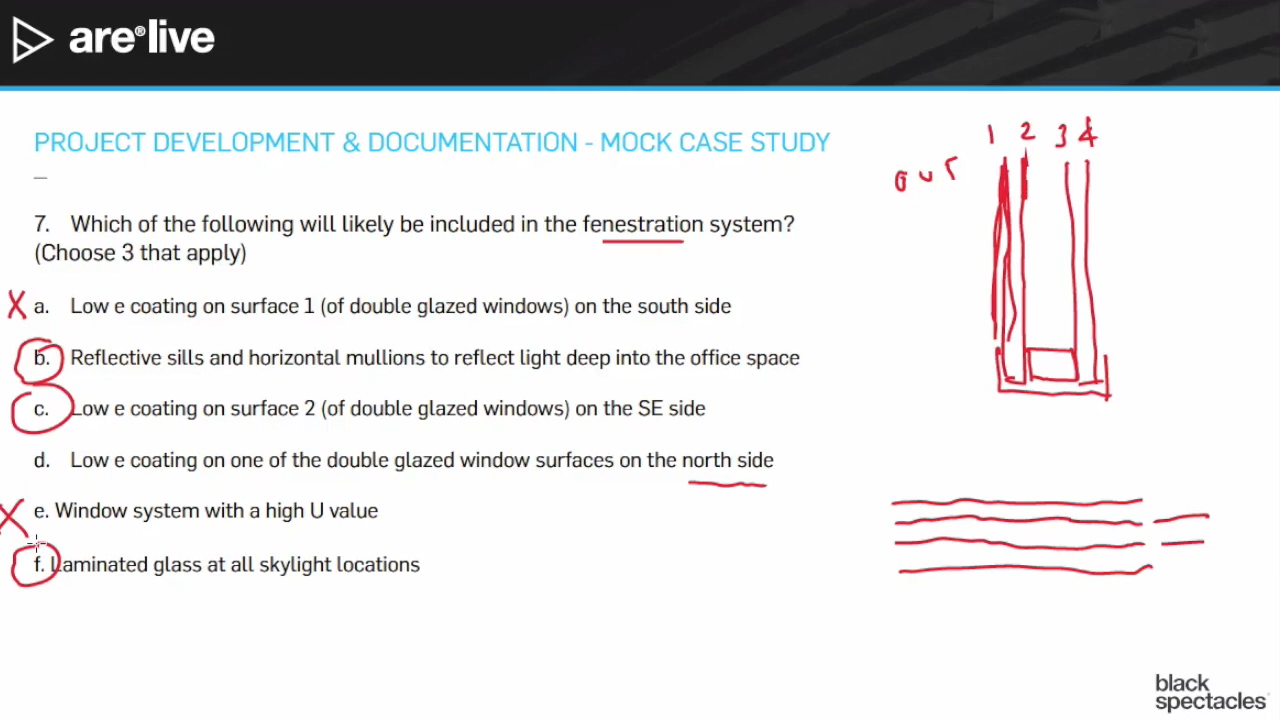 are®live
PROJECT DEVELOPMENT & DOCUMENTATION - MOCK CASE STUDY
7. Which of the following will likely be included in the fenestration system?
(Choose 3 that apply)
a. Low e coating on surface 1 (of double glazed windows) on the south side
b. Reflective sills and horizontal mullions to reflect light deep into the office space
c. Low e coating on surface 2 (of double glazed windows) on the SE side
d. Low e coating on one of the double glazed window surfaces on the north side
e. Window system with a high U value
f. Laminated glass at all skylight locations
1 2 3 4
out
black
spectacles